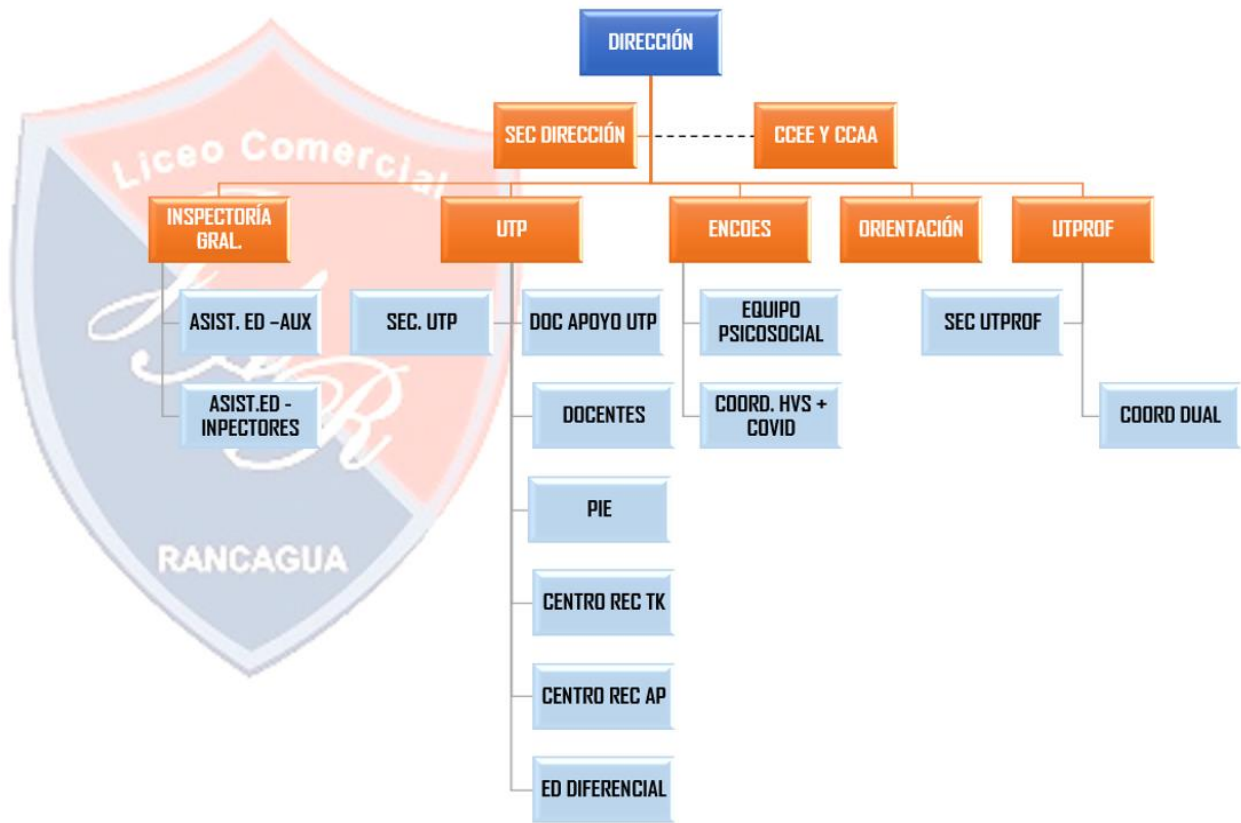 DIRECCIÓN
SEC DIRECCIÓN
CCEE Y CCAA
Liceo Comercial
INSPECTORÍA
GRAL.
UTP
ENCOES
ORIENTACIÓN
UTPROF
ASIST. ED –AUX
SEC. UTP
DOC APOYO UTP
EQUIPO
PSICOSOCIAL
SEC UTPROF
ASIST.ED -
INPECTORES
DOCENTES
COORD. HVS +
COVID
COORD DUAL
PIE
RANCAGUA
CENTRO REC TK
CENTRO REC AP
ED DIFERENCIAL